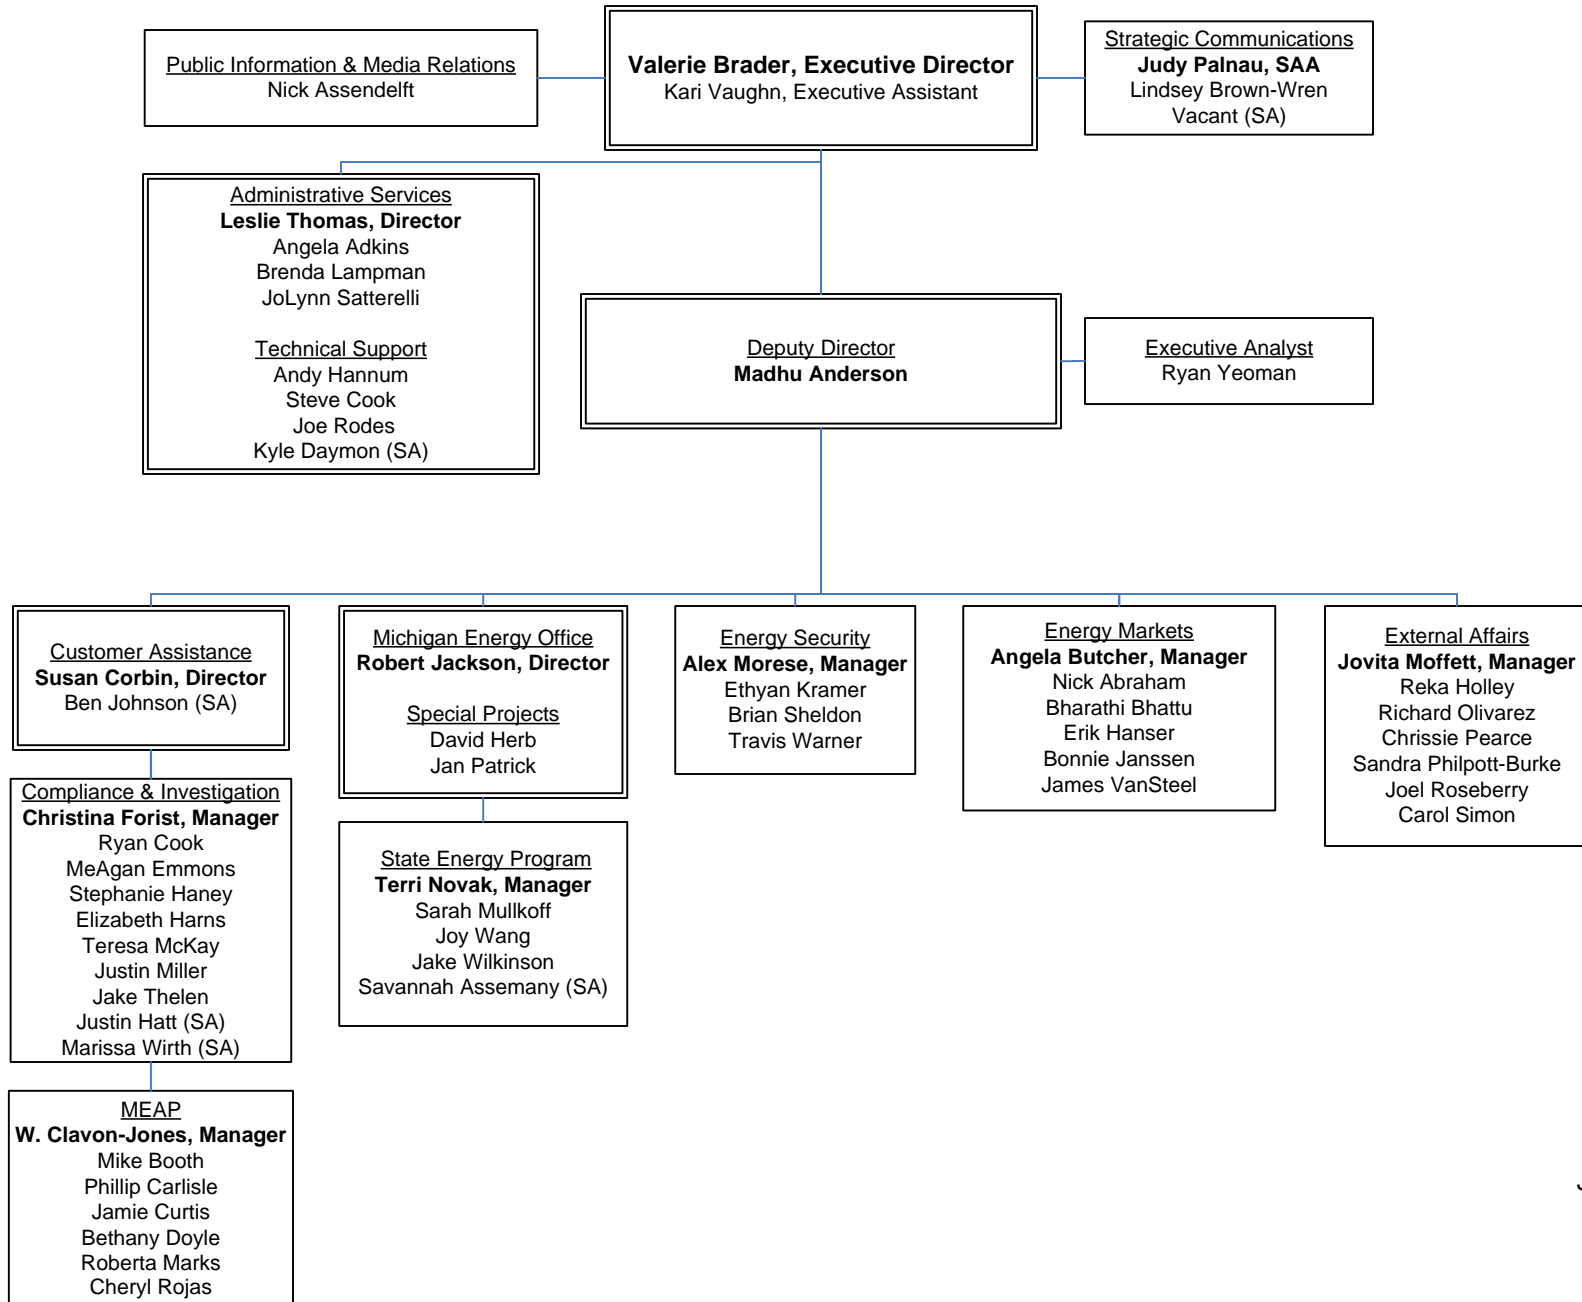 Public Information & Media Relations
Nick Assendelft
Valerie Brader, Executive Director
Kari Vaughn, Executive Assistant
Strategic Communications
Judy Palnau, SAA
Lindsey Brown-Wren
Vacant (SA)
Administrative Services
Leslie Thomas, Director
Angela Adkins
Brenda Lampman
JoLynn Satterelli
Technical Support
Andy Hannum
Steve Cook
Joe Rodes
Kyle Daymon (SA)
Deputy Director
Madhu Anderson
Executive Analyst
Ryan Yeoman
Customer Assistance
Susan Corbin, Director
Ben Johnson (SA)
Compliance & Investigation
Christina Forist, Manager
Ryan Cook
MeAgan Emmons
Stephanie Haney
Elizabeth Harns
Teresa McKay
Justin Miller
Jake Thelen
Justin Hatt (SA)
Marissa Wirth (SA)
MEAP
W. Clavon-Jones, Manager
Mike Booth
Phillip Carlisle
Jamie Curtis
Bethany Doyle
Roberta Marks
Cheryl Rojas
Michigan Energy Office
Robert Jackson, Director
Special Projects
David Herb
Jan Patrick
State Energy Program
Terri Novak, Manager
Sarah Mullkoff
Joy Wang
Jake Wilkinson
Savannah Assemany (SA)
Energy Security
Alex Morese, Manager
Ethyan Kramer
Brian Sheldon
Travis Warner
Energy Markets
Angela Butcher, Manager
Nick Abraham
Bharathi Bhattu
Erik Hanser
Bonnie Janssen
James VanSteel
External Affairs
Jovita Moffett, Manager
Reka Holley
Richard Olivarez
Chrissie Pearce
Sandra Philpott-Burke
Joel Roseberry
Carol Simon